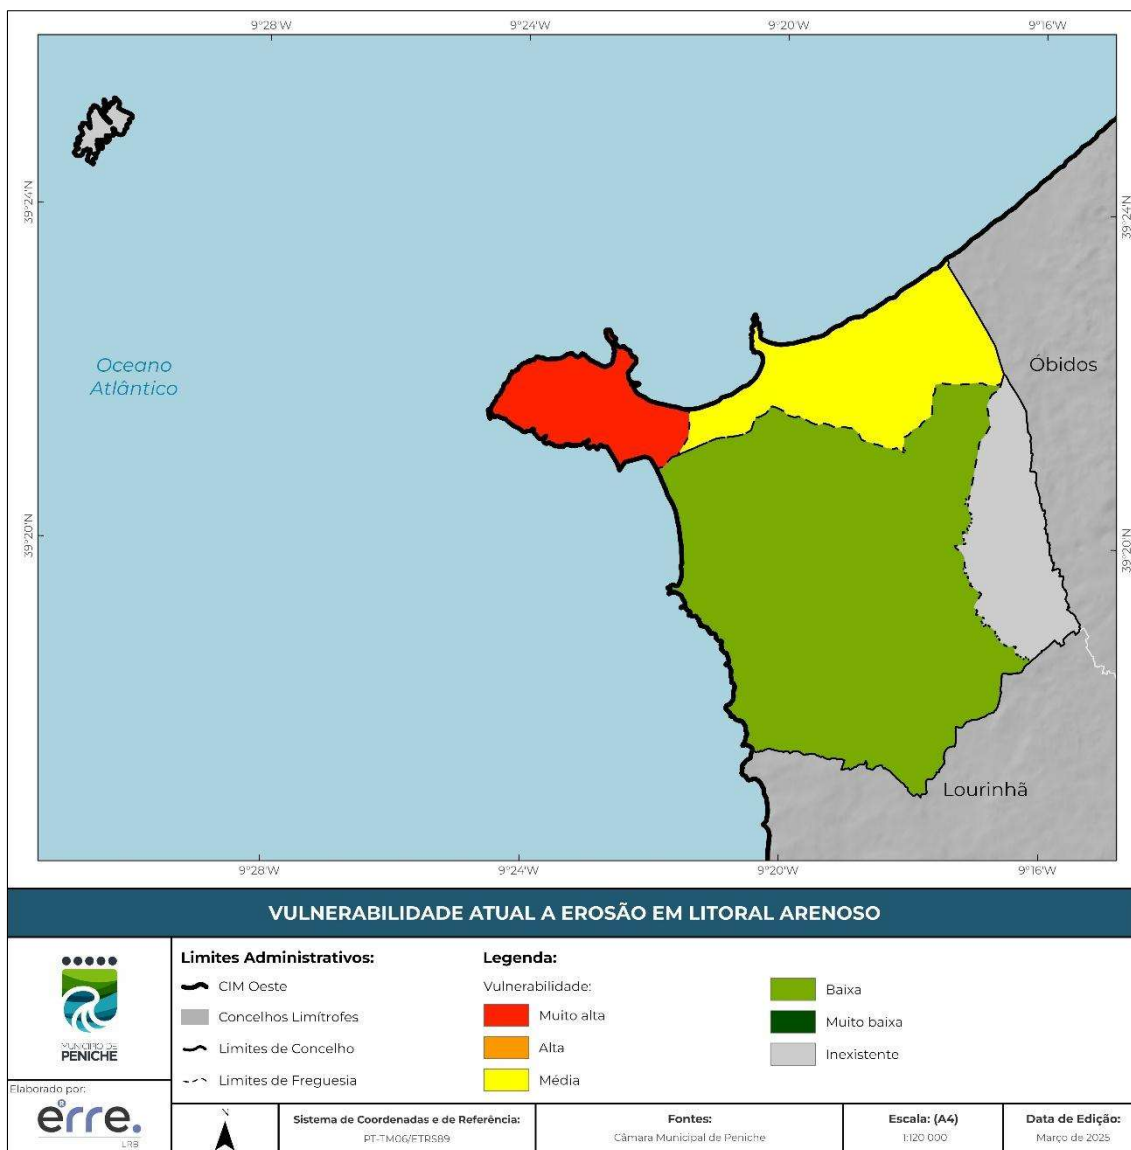 9°28'W 9°24'W 9°20'W 9°16'W
39°24'N 39°24'N
Oceano
Atlântico
Óbidos
39°20'N 39°20'N
Lourinhã
9°28'W 9°24'W 9°20'W 9°16'W
VULNERABILIDADE ATUAL A EROSÃO EM LITORAL ARENOSO
MUNICÍPIO DE
PENICHE
Limites Administrativos:
CIM Oeste
Concelhos Limítrofes
Limites de Concelho
Limites de Freguesia
Legenda:
Vulnerabilidade:
Muito alta
Alta
Média
Baixa
Muito baixa
Inexistente
Elaborado por:
erre.
LRB
N
Sistema de Coordenadas e de Referência:
PT-TM06/ETRS89
Fontes:
Câmara Municipal de Peniche
Escala: (A4)
1:120 000
Data de Edição:
Março de 2025